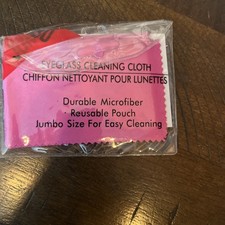 EYEGLASS CLEANING CLOTH
CHIFFON NETTOYANT POUR LUNETTES
· Durable Microfiber
· Reusable Pouch
Jumbo Size For Easy Cleaning